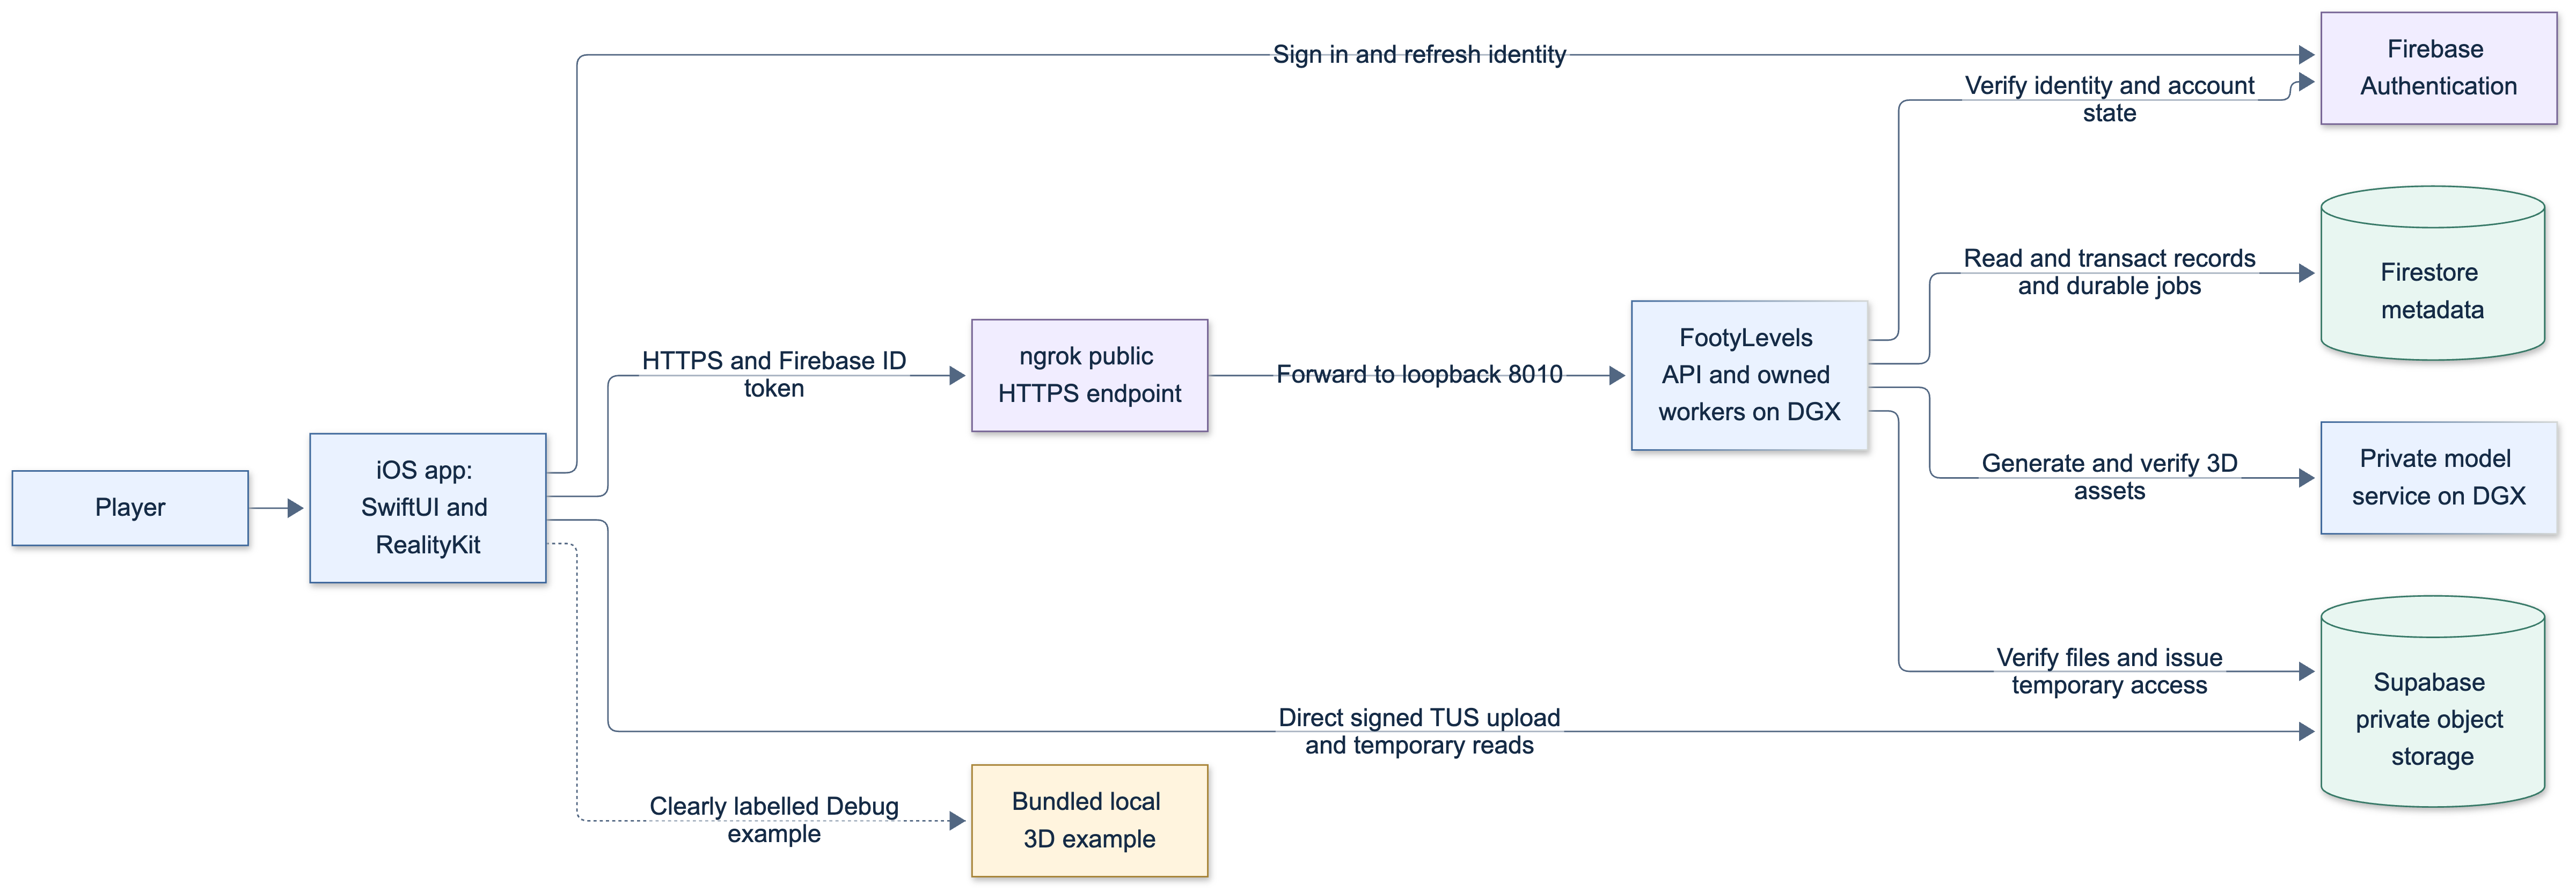 Sign in and refresh identity
Firebase
Authentication
Verify identity and account
state
Read and transact records
and durable jobs
Firestore
metadata
HTTPS and Firebase ID
token
ngrok public
HTTPS endpoint
Forward to loopback 8010
FootyLevels
API and owned
workers on DGX
Player
iOS app:
SwiftUI and
RealityKit
Generate and verify 3D
assets
Private model
service on DGX
Verify files and issue
temporary access
Supabase
private object
storage
Direct signed TUS upload
and temporary reads
Clearly labelled Debug
example
Bundled local
3D example